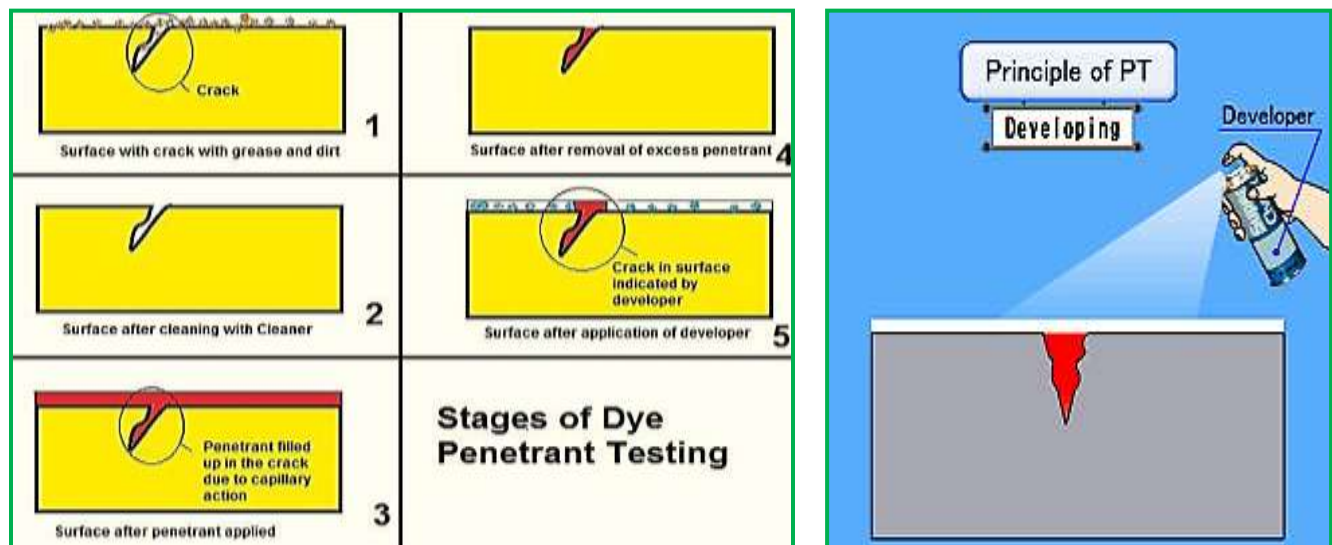 Crack
1
Surface with crack with grease and dirt
2
Surface after cleaning with Cleaner
Penetrant filled
up in the crack
due to capillary
action
3
Surface after penetrant applied
Surface after removal of excess penetrant
4
Crack in surface
indicated by
developer
Surface after application of developer
5
Stages of Dye
Penetrant Testing
Principle of PT
Developing
Developer